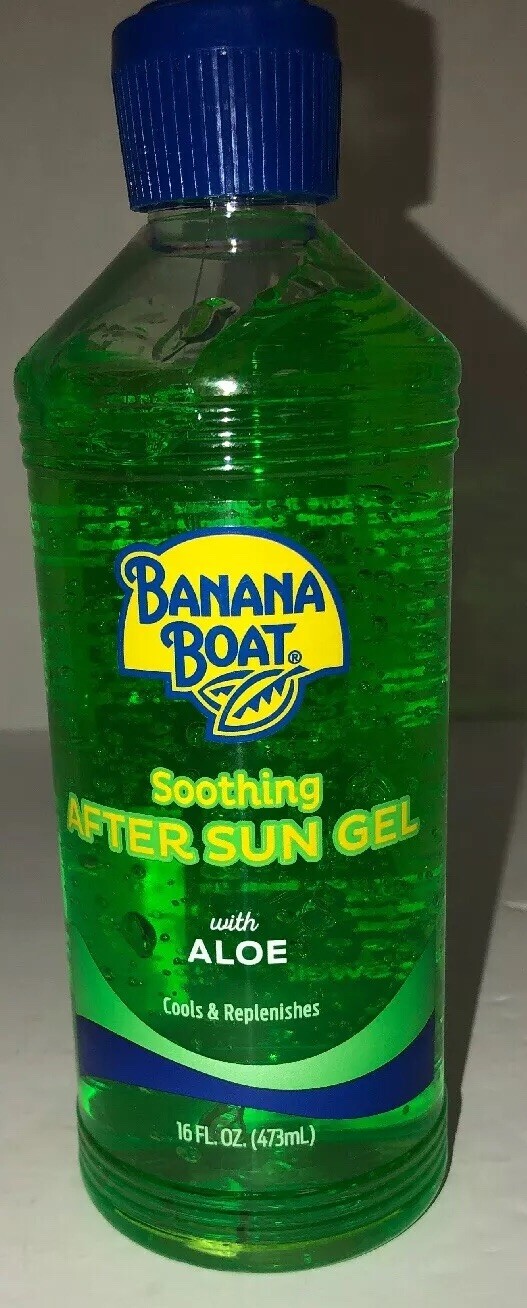 BANANA
BOAT®
Soothing
AFTER SUN GEL
with
ALOE
Cools & Replenishes
16 FL. OZ. (473mL)